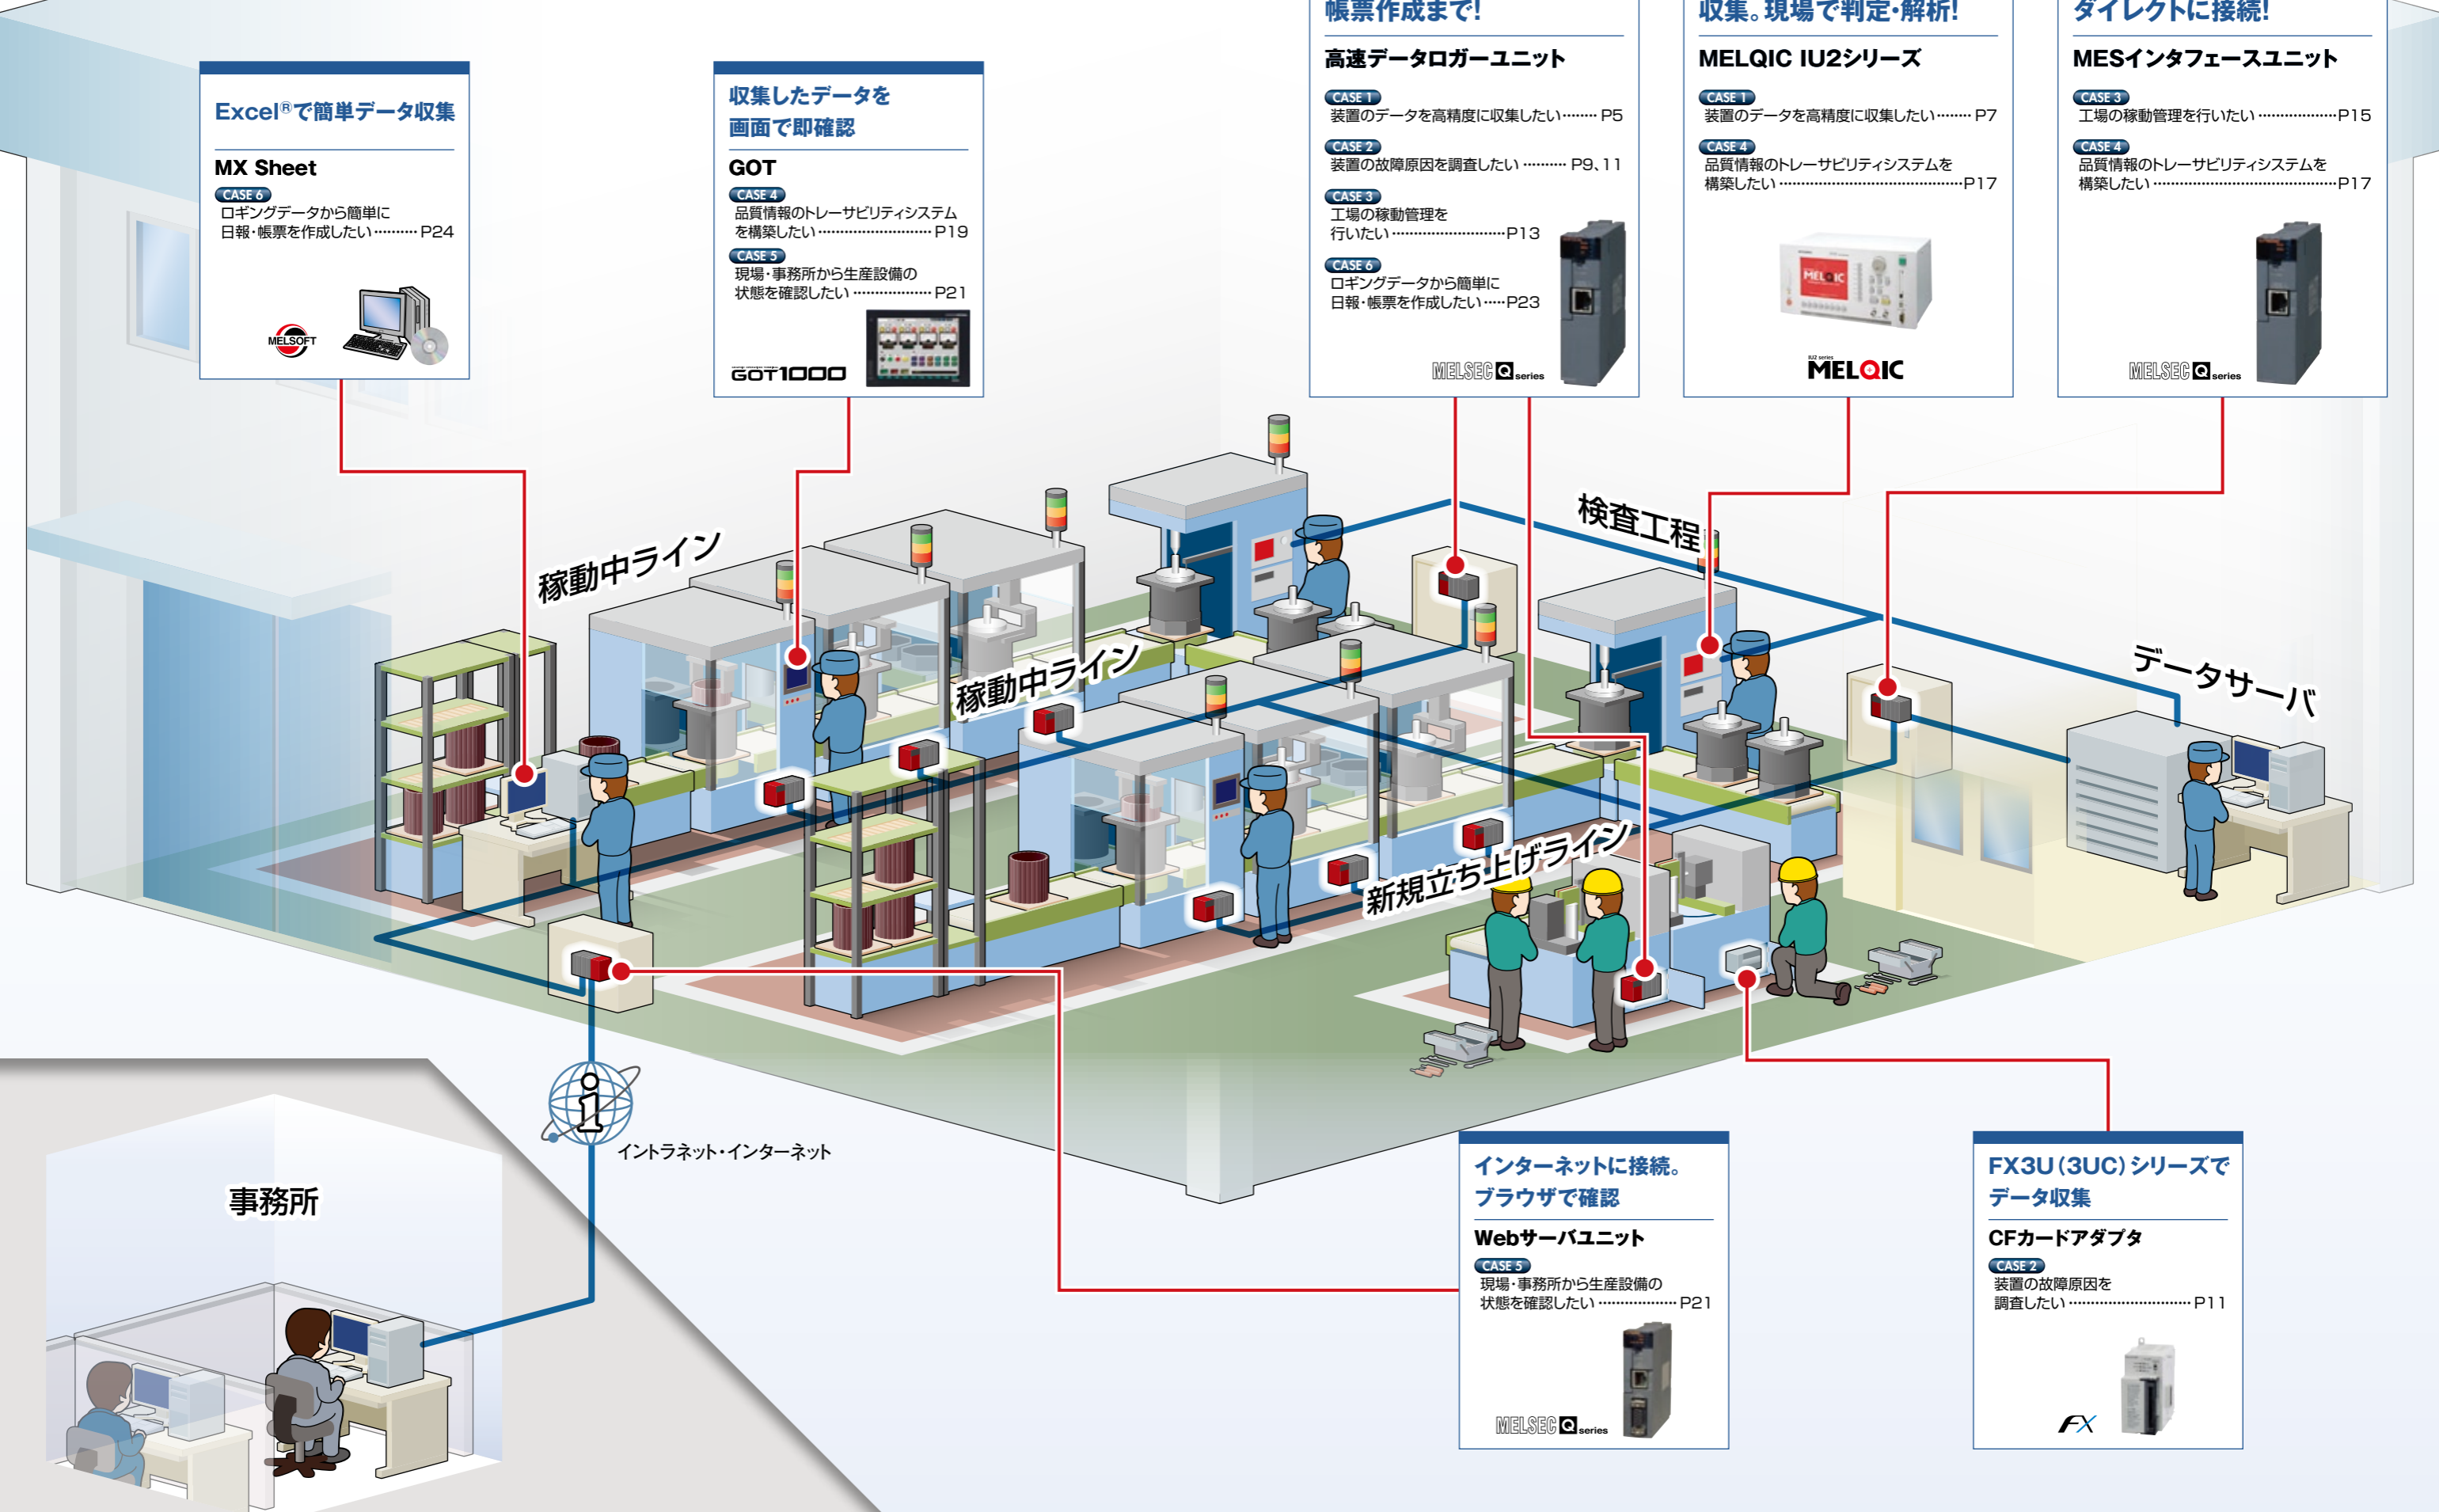 帳票作成まで!
高速データロガーユニット
CASE 1
装置のデータを高精度に収集したい········ P5
CASE 2
装置の故障原因を調査したい ·········· P9、11
CASE 3
工場の稼動管理を
行いたい ··························P13
CASE 6
ロギングデータから簡単に
日報・帳票を作成したい·····P23
MELSEC Q series
収集。現場で判定・解析!
MELQIC IU2シリーズ
CASE 1
装置のデータを高精度に収集したい········ P7
CASE 4
品質情報のトレーサビリティシステムを
構築したい ··········································P17
MELQIC
IU2 series
MELQIC
ダイレクトに接続!
MESインタフェースユニット
CASE 3
工場の稼動管理を行いたい ··················P15
CASE 4
品質情報のトレーサビリティシステムを
構築したい ··········································P17
MELSEC Q series
Excel®で簡単データ収集
MX Sheet
CASE 6
ロギングデータから簡単に
日報・帳票を作成したい ·········· P24
MELSOFT
収集したデータを
画面で即確認
GOT
CASE 4
品質情報のトレーサビリティシステム
を構築したい ·························· P19
CASE 5
現場・事務所から生産設備の
状態を確認したい ·················· P21
GOT1000
稼動中ライン
稼動中ライン
検査工程
データサーバ
新規立ち上げライン
i
イントラネット・インターネット
事務所
インターネットに接続。
ブラウザで確認
Webサーバユニット
CASE 5
現場・事務所から生産設備の
状態を確認したい ·················· P21
MELSEC Q series
FX3U(3UC)シリーズで
データ収集
CFカードアダプタ
CASE 2
装置の故障原因を
調査したい ···························· P11
FX